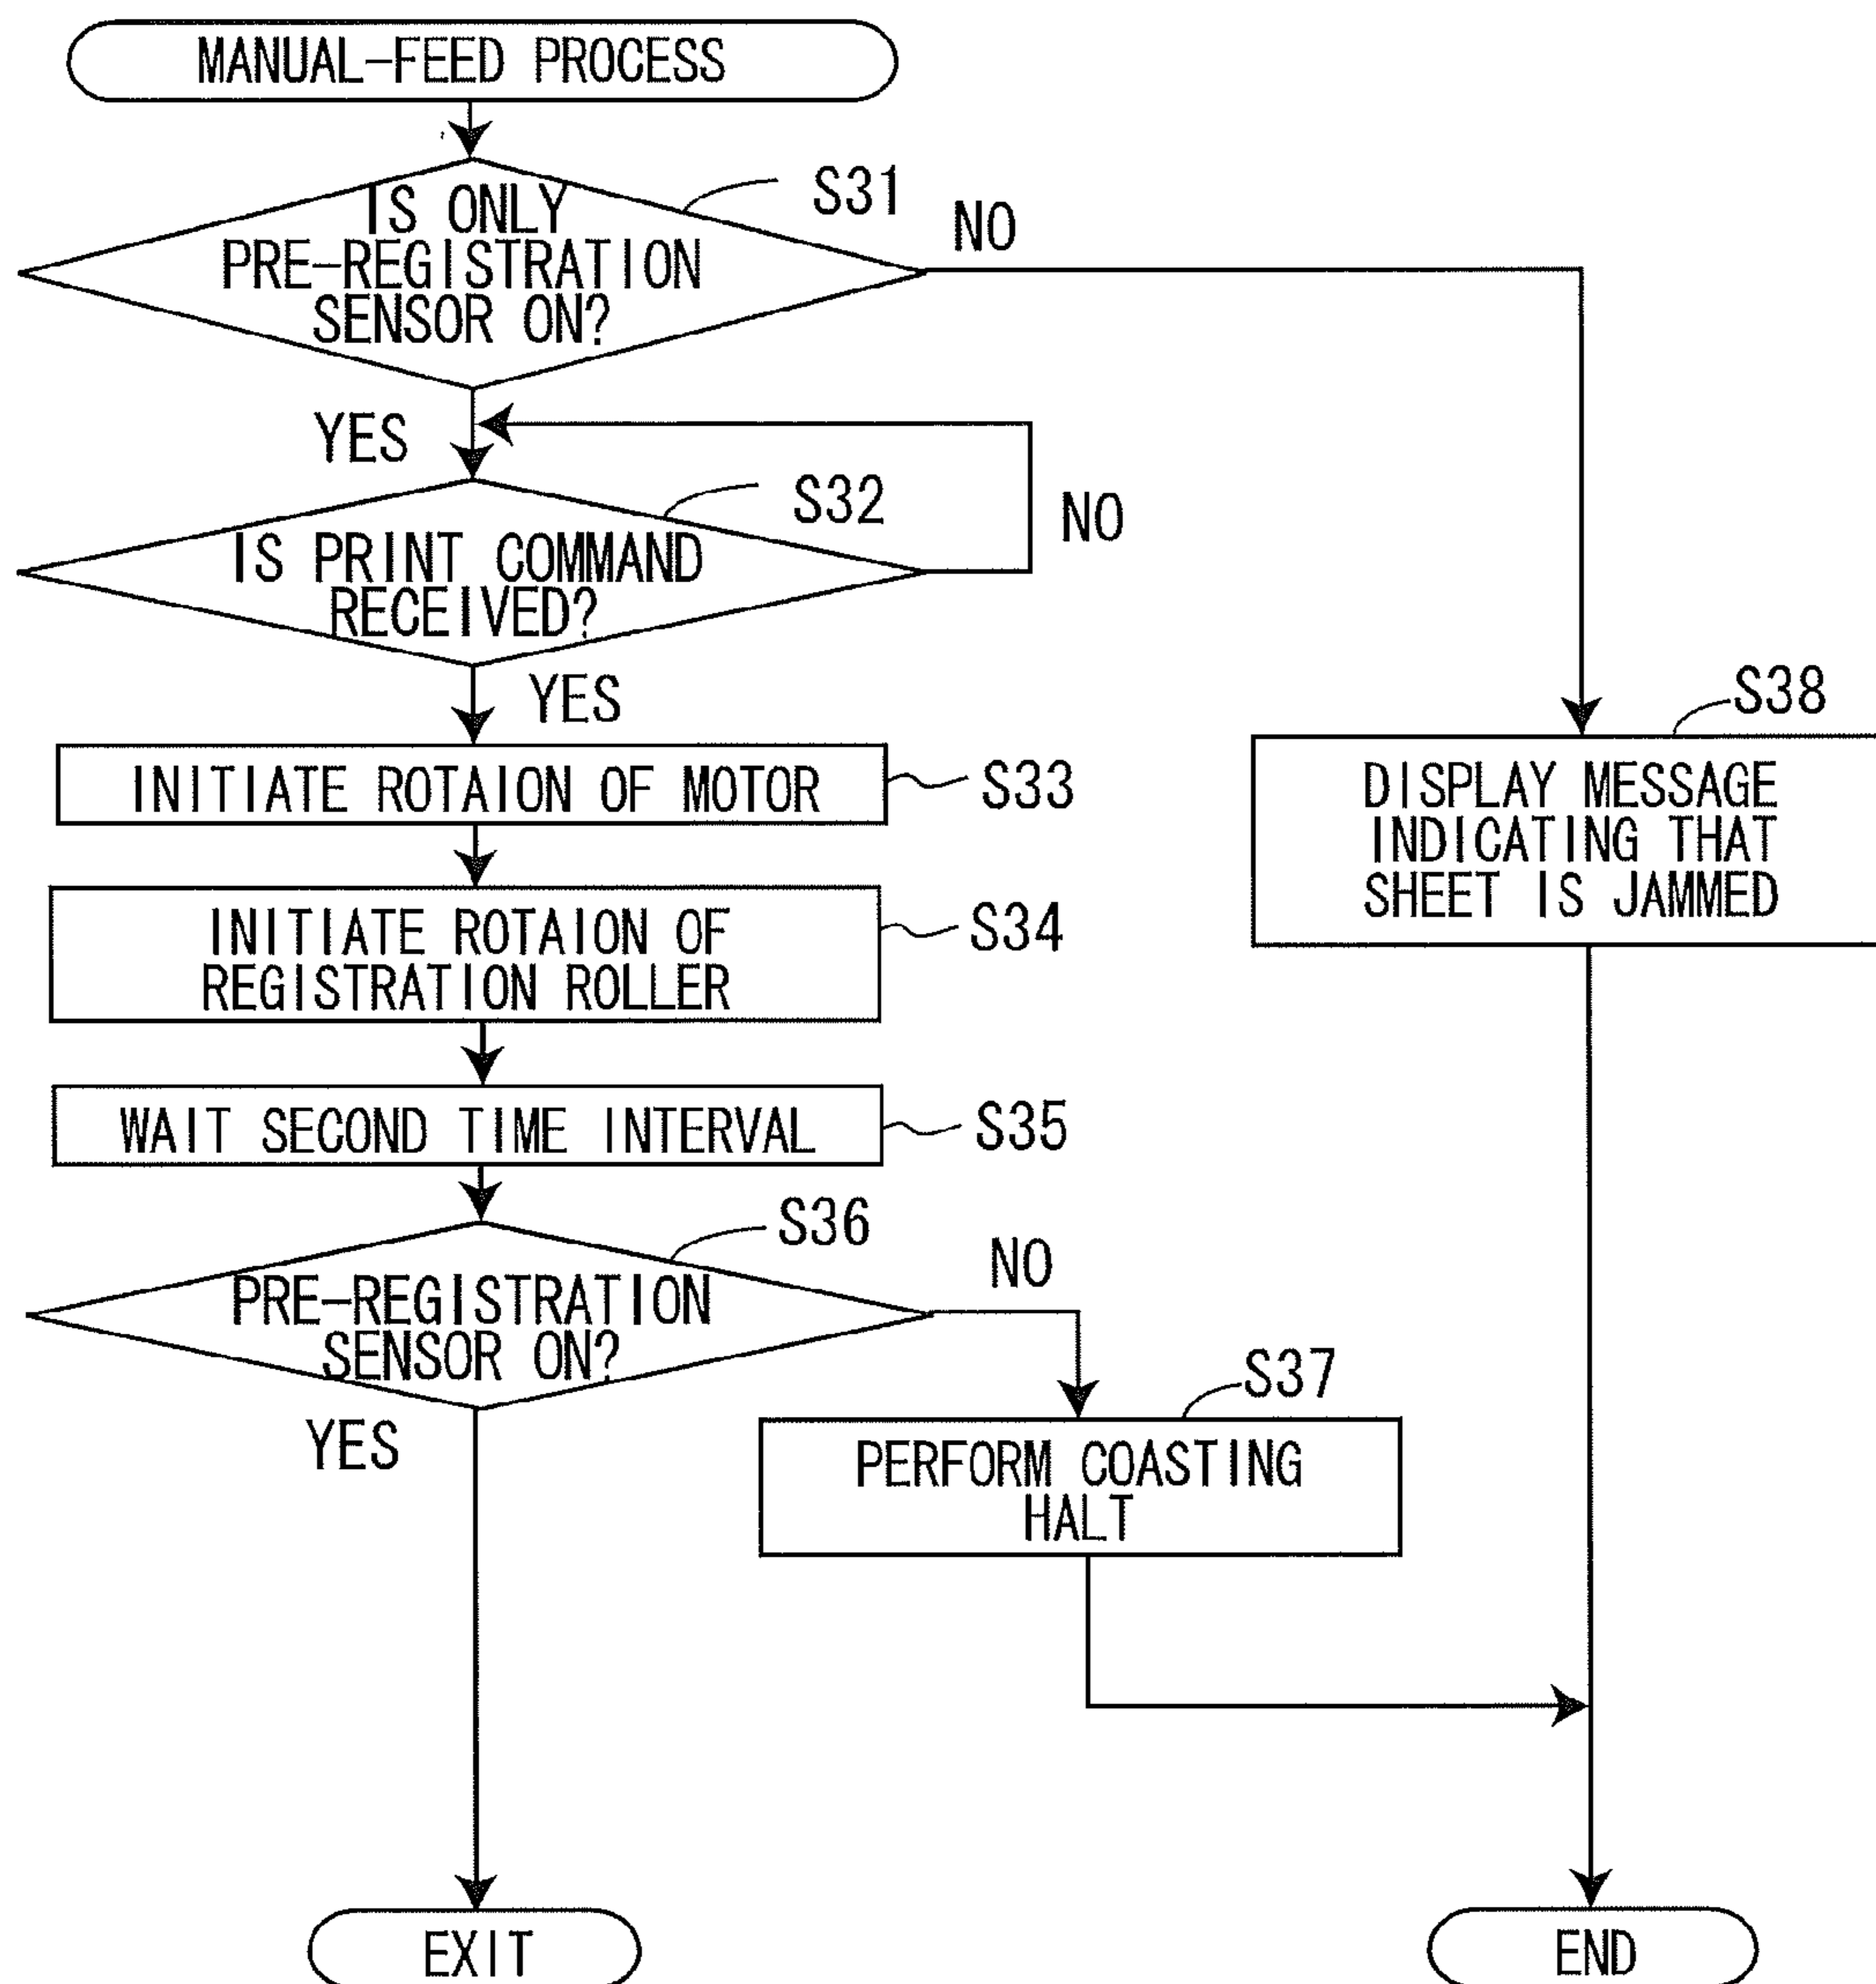 MANUAL-FEED PROCESS
S31
IS ONLY
PRE-REGISTRATION
SENSOR ON?
NO
YES
S32
IS PRINT COMMAND
RECEIVED?
NO
YES
INITIATE ROTAION OF MOTOR
S33
S38
DISPLAY MESSAGE
INDICATING THAT
SHEET IS JAMMED
INITIATE ROTAION OF
REGISTRATION ROLLER
S34
WAIT SECOND TIME INTERVAL
S35
S36
PRE-REGISTRATION
SENSOR ON?
NO
YES
S37
PERFORM COASTING
HALT
EXIT
END